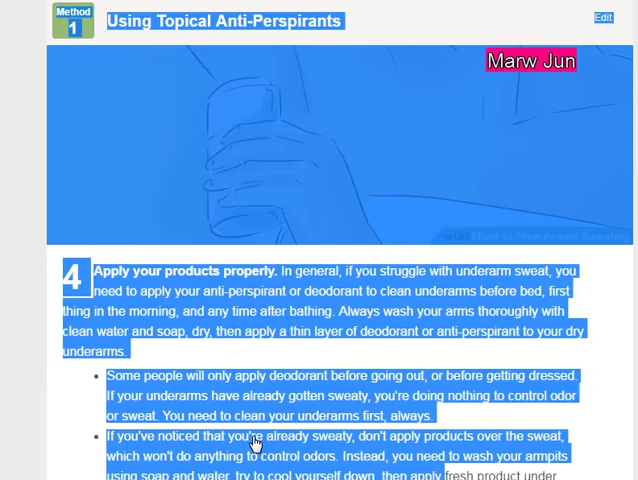 Method
1
Using Topical Anti-Perspirants
Edit
Marw Jun
wiki How to Stop Armpit Sweating
4 Apply your products properly. In general, if you struggle with underarm sweat, you
need to apply your anti-perspirant or deodorant to clean underarms before bed, first
thing in the morning, and any time after bathing. Always wash your arms thoroughly with
clean water and soap, dry, then apply a thin layer of deodorant or anti-perspirant to your dry
underarms.
• Some people will only apply deodorant before going out, or before getting dressed.
If your underarms have already gotten sweaty, you're doing nothing to control odor
or sweat. You need to clean your underarms first, always.
• If you've noticed that you're already sweaty, don't apply products over the sweat,
which won't do anything to control odors. Instead, you need to wash your armpits
using soap and water, try to cool yourself down, then apply fresh product under